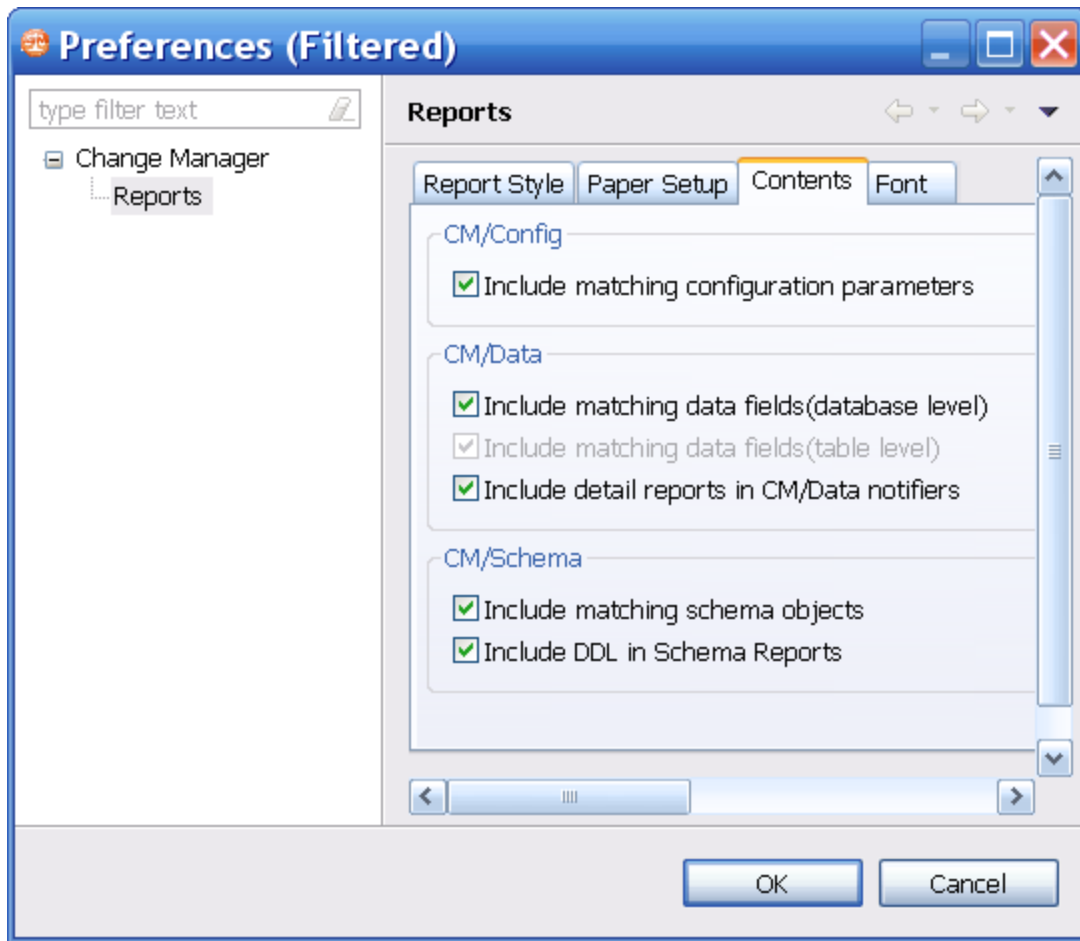 Preferences (Filtered)
type filter text
Change Manager
Reports
Reports
Report Style
Paper Setup
Contents
Font
CM/Config
Include matching configuration parameters
CM/Data
Include matching data fields(database level)
Include matching data fields(table level)
Include detail reports in CM/Data notifiers
CM/Schema
Include matching schema objects
Include DDL in Schema Reports
OK
Cancel